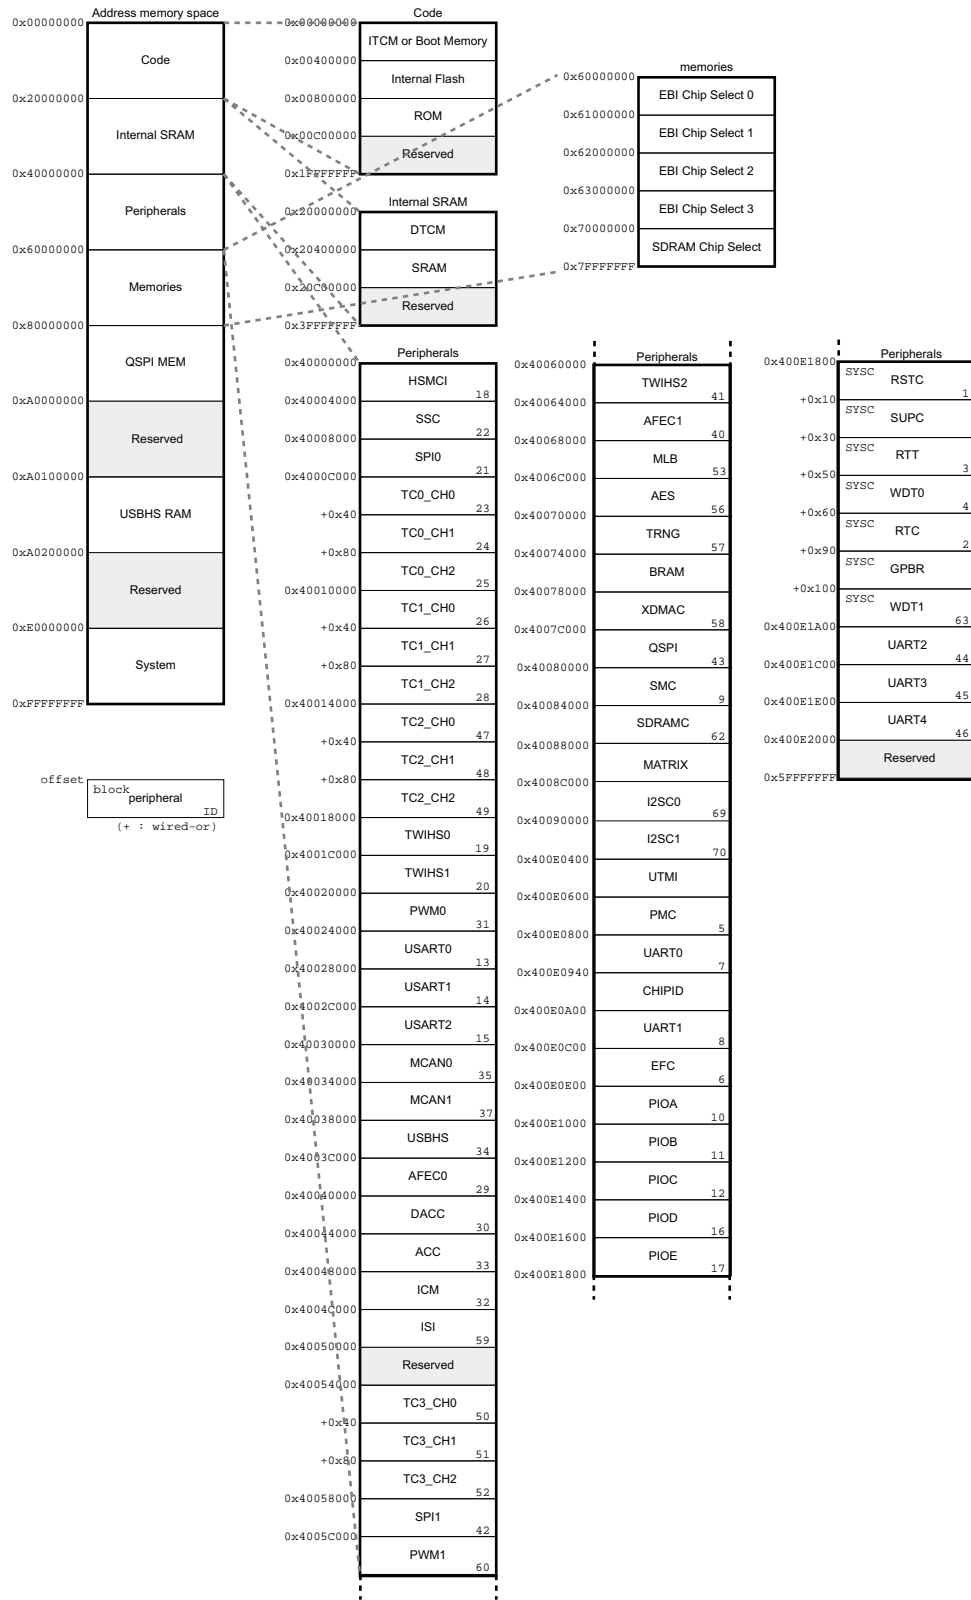 Address memory space
0x00000000
Code
0x20000000
Internal SRAM
0x40000000
Peripherals
0x60000000
Memories
0x80000000
QSPI MEM
0xA0000000
Reserved
0xA0100000
USBHS RAM
0xA0200000
Reserved
0xE0000000
System
0xFFFFFFFF
offset
block
peripheral
ID
(+ : wired-or)
Code
0x00000000
ITCM or Boot Memory
0x00400000
Internal Flash
0x00800000
ROM
0x00C00000
Reserved
0x1FFFFFFF
Internal SRAM
0x20000000
DTCM
0x20400000
SRAM
0x20C00000
Reserved
0x3FFFFFFF
Peripherals
0x40000000
HSMCI
18
0x40004000
SSC
22
0x40008000
SPI0
21
0x4000C000
TC0_CH0
23
+0x40
TC0_CH1
24
+0x80
TC0_CH2
25
0x40010000
TC1_CH0
26
+0x40
TC1_CH1
27
+0x80
TC1_CH2
28
0x40014000
TC2_CH0
47
+0x40
TC2_CH1
48
+0x80
TC2_CH2
49
0x40018000
TWIHS0
19
0x4001C000
TWIHS1
20
0x40020000
PWM0
31
0x40024000
USART0
13
0x40028000
USART1
14
0x4002C000
USART2
15
0x40030000
MCAN0
35
0x40034000
MCAN1
37
0x40038000
USBHS
34
0x4003C000
AFEC0
29
0x40040000
DACC
30
0x40044000
ACC
33
0x40048000
ICM
32
0x4004C000
ISI
59
0x40050000
Reserved
0x40054000
TC3_CH0
50
+0x40
TC3_CH1
51
+0x80
TC3_CH2
52
0x40058000
SPI1
42
0x4005C000
PWM1
60
memories
0x60000000
EBI Chip Select 0
0x61000000
EBI Chip Select 1
0x62000000
EBI Chip Select 2
0x63000000
EBI Chip Select 3
0x70000000
SDRAM Chip Select
0x7FFFFFFF
Peripherals
0x40060000
TWIHS2
41
0x40064000
AFEC1
40
0x40068000
MLB
53
0x4006C000
AES
56
0x40070000
TRNG
57
0x40074000
BRAM
0x40078000
XDMAC
58
0x4007C000
QSPI
43
0x40080000
SMC
9
0x40084000
SDRAMC
62
0x40088000
MATRIX
0x4008C000
I2SC0
69
0x40090000
I2SC1
70
0x400E0400
UTMI
0x400E0600
PMC
5
0x400E0800
UART0
7
0x400E0940
CHIPID
0x400E0A00
UART1
8
0x400E0C00
EFC
6
0x400E0E00
PIOA
10
0x400E1000
PIOB
11
0x400E1200
PIOC
12
0x400E1400
PIOD
16
0x400E1600
PIOE
17
0x400E1800
Peripherals
0x400E1800
SYSC
RSTC
1
+0x10
SYSC
SUPC
+0x30
SYSC
RTT
3
+0x50
SYSC
WDT0
4
+0x60
SYSC
RTC
2
+0x90
SYSC
GPBR
+0x100
SYSC
WDT1
63
0x400E1A00
UART2
44
0x400E1C00
UART3
45
0x400E1E00
UART4
46
0x400E2000
Reserved
0x5FFFFFFF